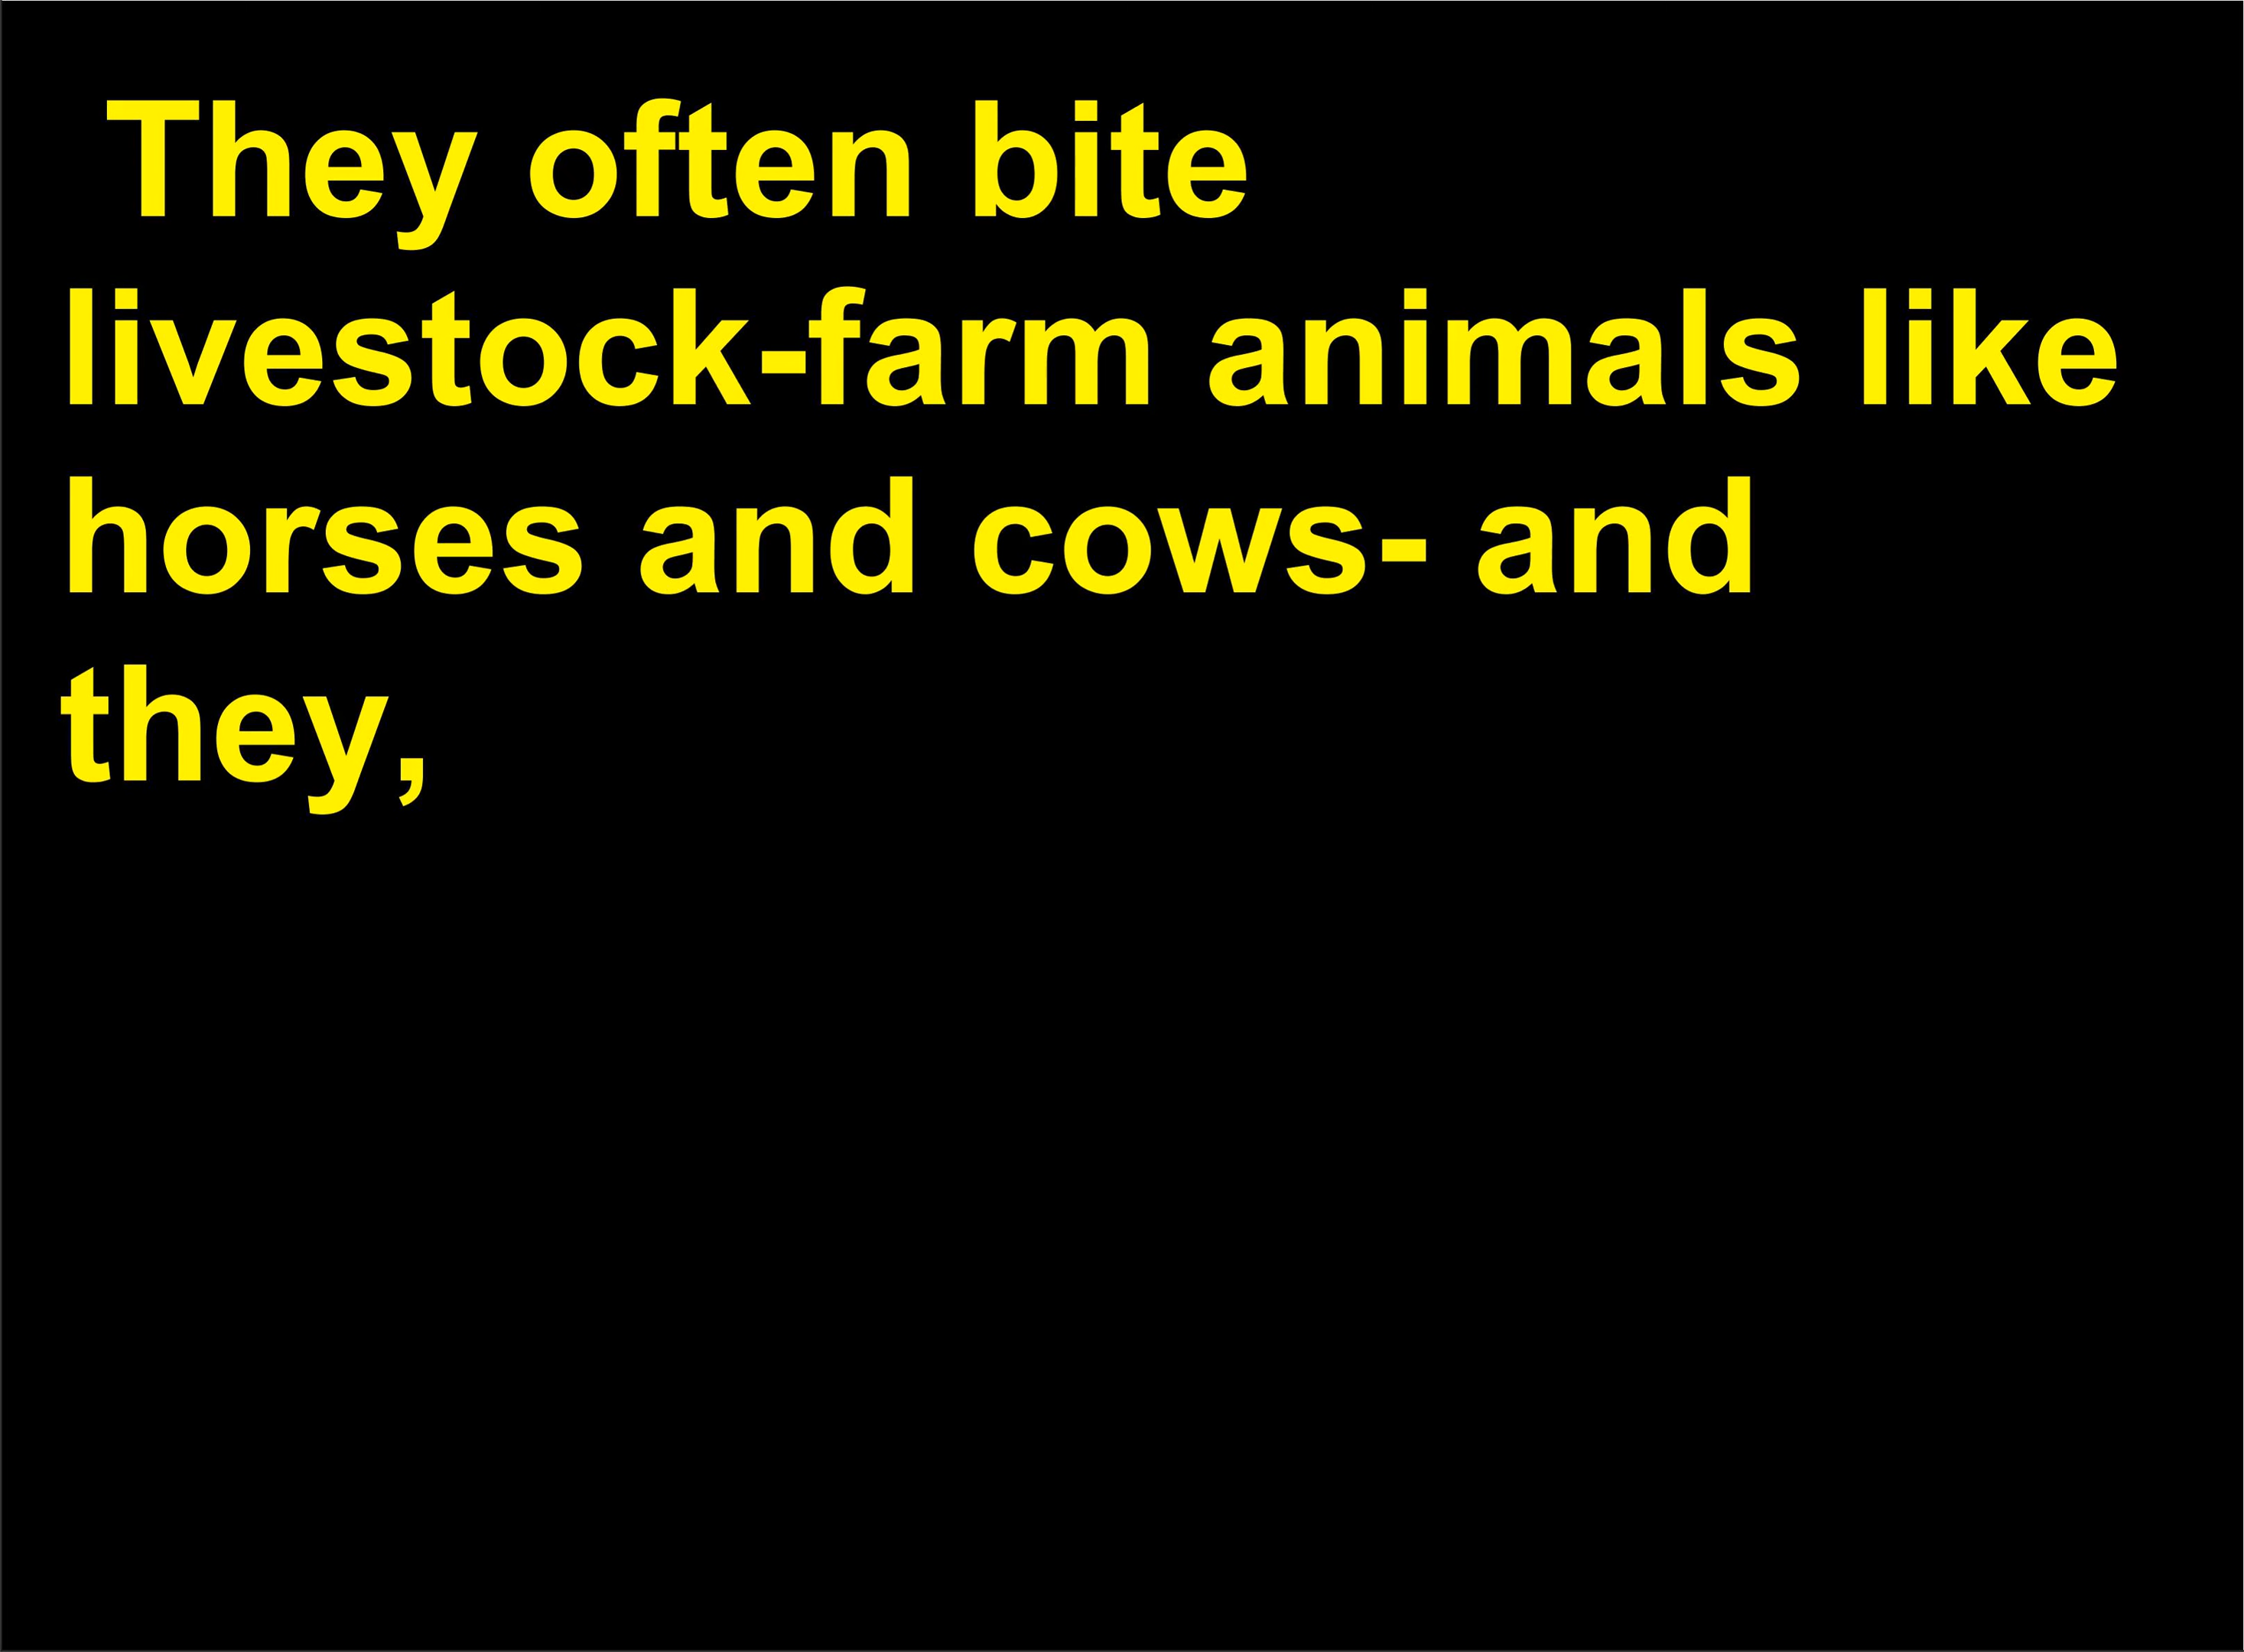 They often bite
livestock-farm animals like
horses and cows- and
they,